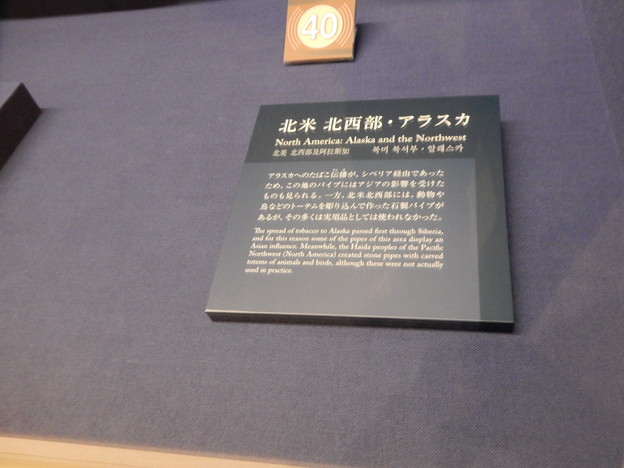 40
北米 北西部・アラスカ
North America: Alaska and the Northwest
北美 北西部及阿拉斯加 북미 북서부・알래스카
アラスカへのたばこ伝播が、シベリア経由であった
ため、この地のパイプにはアジアの影響を受けた
ものも見られる。一方、北米北西部には、動物や
鳥などのトーテムを彫り込んで作った石製パイプが
あるが、その多くは実用品としては使われなかった。
The spread of tobacco to Alaska passed first through Siberia,
and for this reason some of the pipes of this area display an
Asian influence. Meanwhile, the Haida peoples of the Pacific
Northwest (North America) created stone pipes with carved
totems of animals and birds, although these were not actually
used in practice.